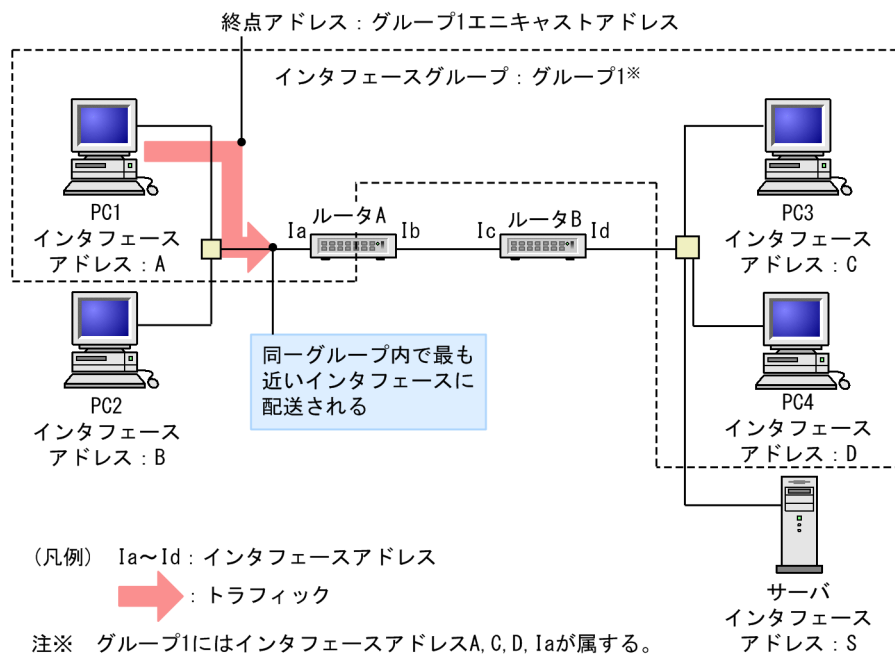 終点アドレス：グループ1エニキャストアドレス
インタフェースグループ：グループ1※
PC1
インタフェース
アドレス：A
ルータA
Ia
Ib
ルータB
Ic
Id
PC3
インタフェース
アドレス：C
PC2
インタフェース
アドレス：B
同一グループ内で最も
近いインタフェースに
配送される
PC4
インタフェース
アドレス：D
(凡例) Ia～Id：インタフェースアドレス
：トラフィック
サーバ
インタフェース
アドレス：S
注※ グループ1にはインタフェースアドレスA,C,D,Iaが属する。